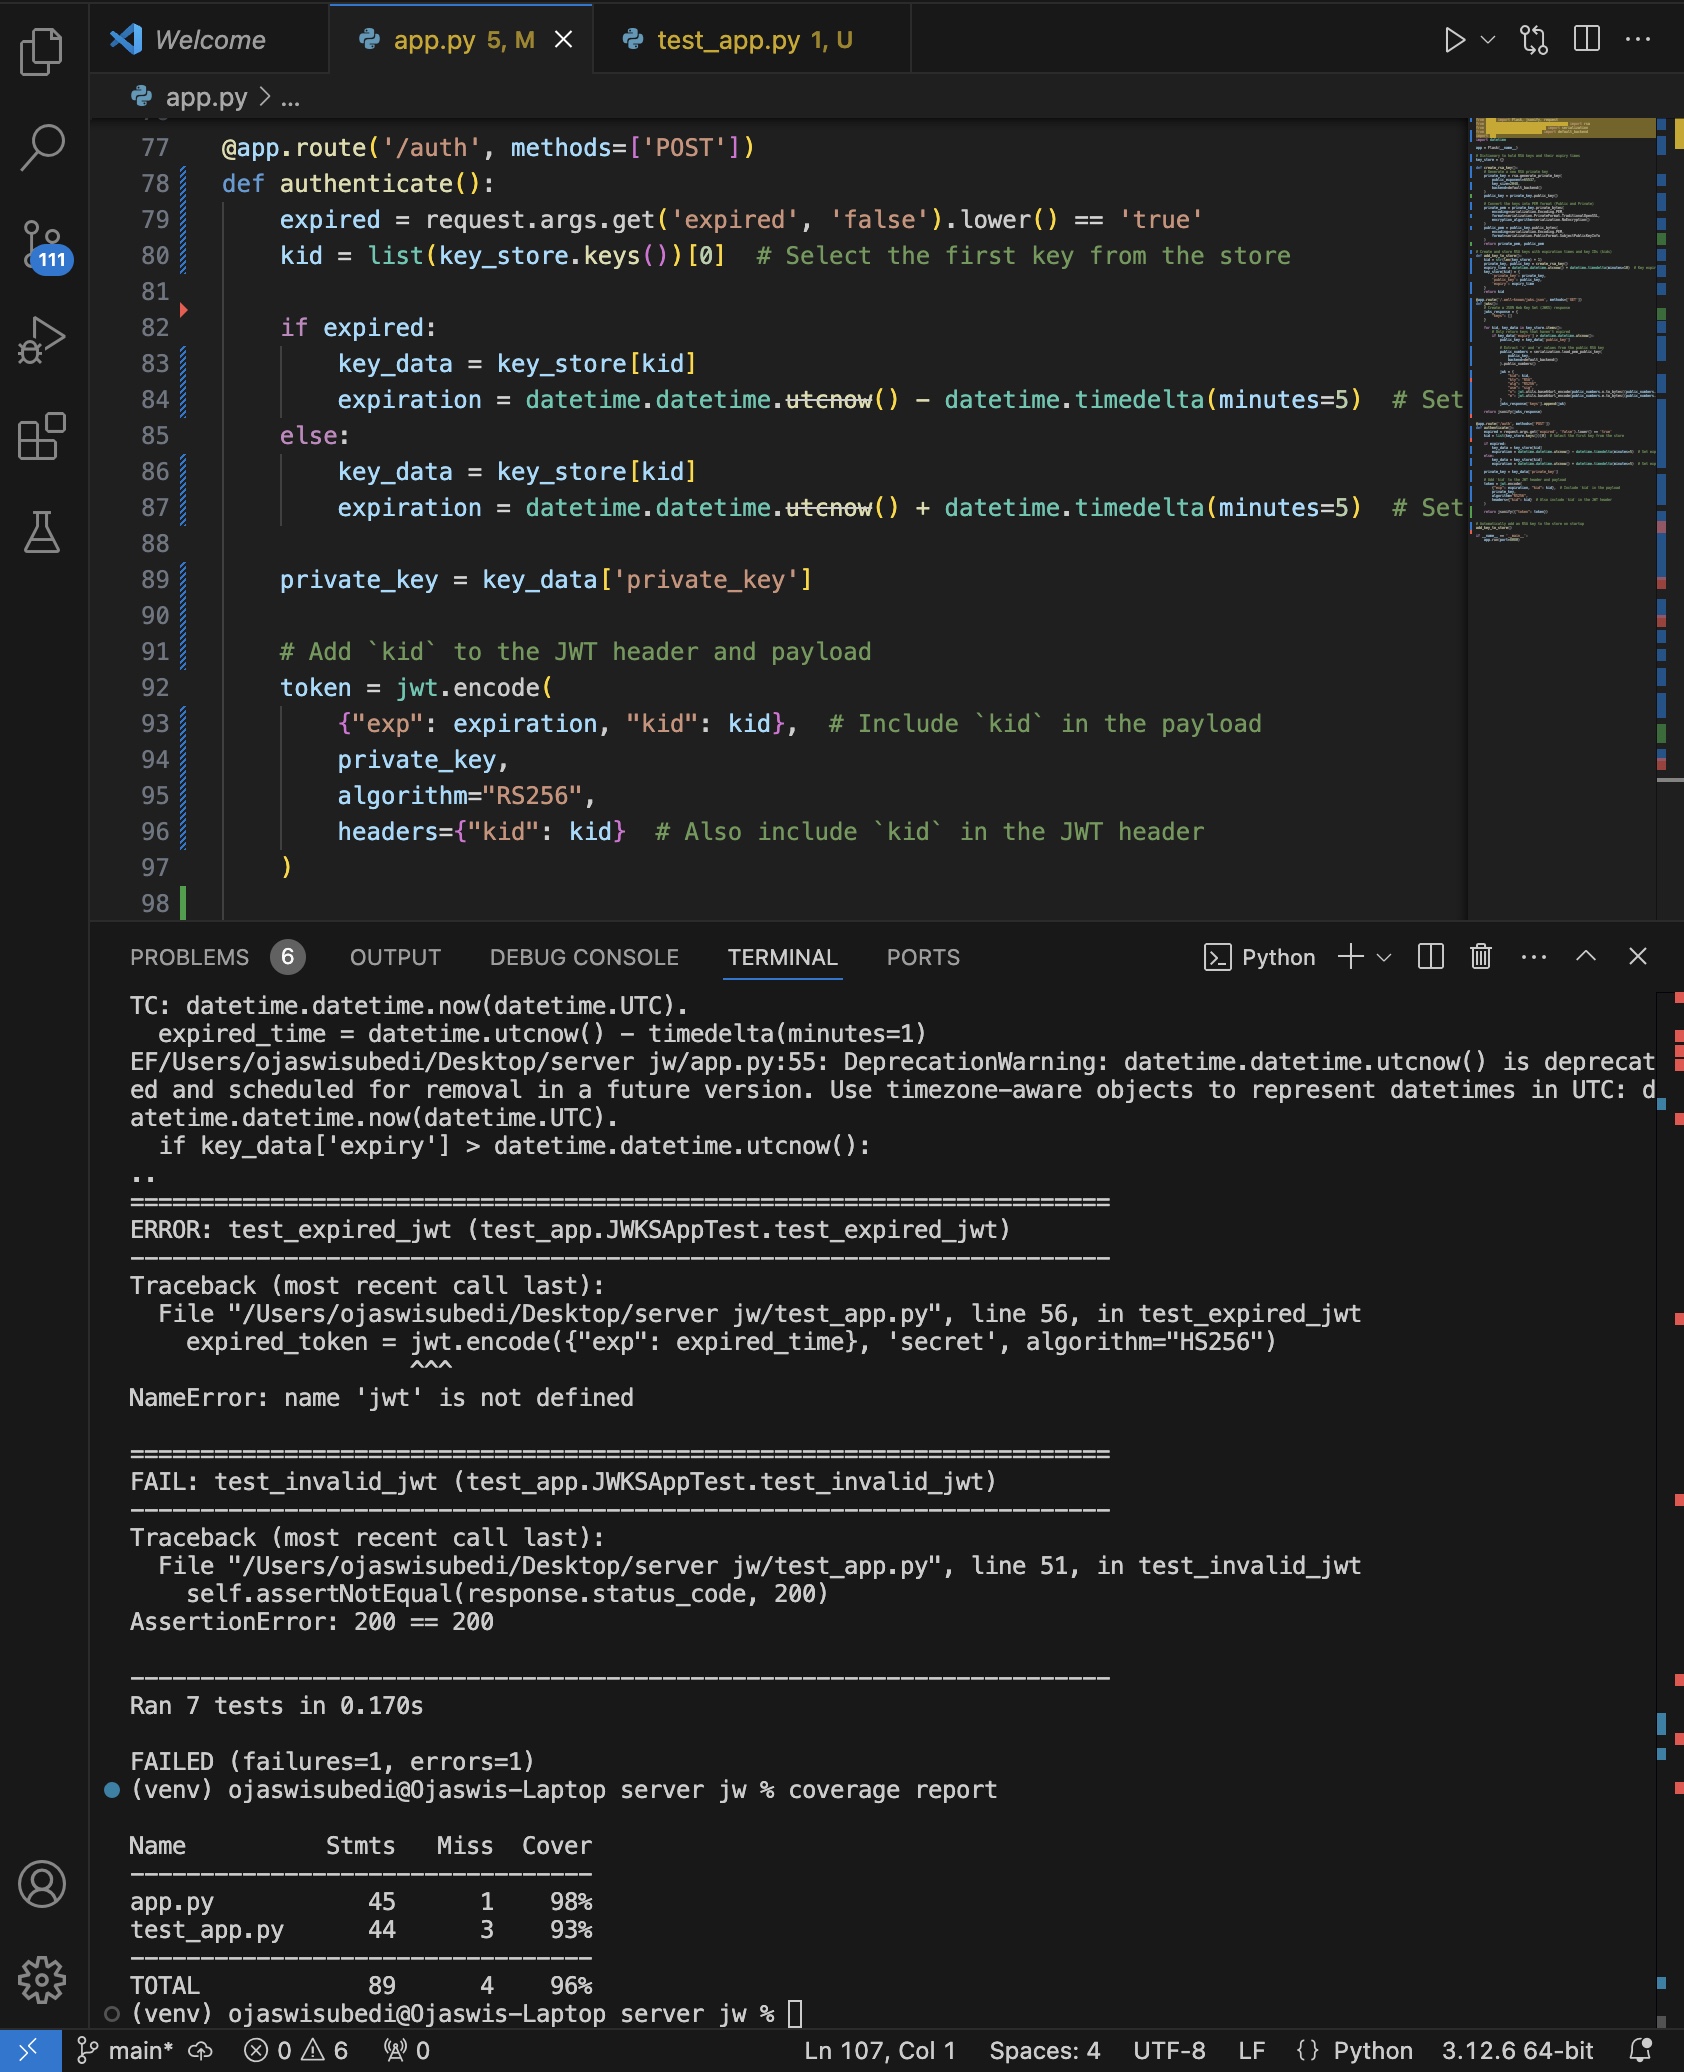 Welcome
app.py 5, M
test_app.py 1, U
app.py > ...
77 @app.route('/auth', methods=['POST'])
78 def authenticate():
79     expired = request.args.get('expired', 'false').lower() == 'true'
80     kid = list(key_store.keys())[0]  # Select the first key from the store
81
82     if expired:
83         key_data = key_store[kid]
84         expiration = datetime.datetime.utcnow() - datetime.timedelta(minutes=5)  # Set
85     else:
86         key_data = key_store[kid]
87         expiration = datetime.datetime.utcnow() + datetime.timedelta(minutes=5)  # Set
88
89     private_key = key_data['private_key']
90
91     # Add `kid` to the JWT header and payload
92     token = jwt.encode(
93         {"exp": expiration, "kid": kid},  # Include `kid` in the payload
94         private_key,
95         algorithm="RS256",
96         headers={"kid": kid}  # Also include `kid` in the JWT header
97     )
98
111
PROBLEMS 6 OUTPUT DEBUG CONSOLE TERMINAL PORTS Python
TC: datetime.datetime.now(datetime.UTC).
  expired_time = datetime.utcnow() - timedelta(minutes=1)
EF/Users/ojaswisubedi/Desktop/server jw/app.py:55: DeprecationWarning: datetime.datetime.utcnow() is deprecat
ed and scheduled for removal in a future version. Use timezone-aware objects to represent datetimes in UTC: d
atetime.datetime.now(datetime.UTC).
  if key_data['expiry'] > datetime.datetime.utcnow():
..
======================================================================
ERROR: test_expired_jwt (test_app.JWKSAppTest.test_expired_jwt)
----------------------------------------------------------------------
Traceback (most recent call last):
  File "/Users/ojaswisubedi/Desktop/server jw/test_app.py", line 56, in test_expired_jwt
    expired_token = jwt.encode({"exp": expired_time}, 'secret', algorithm="HS256")
                    ^^^
NameError: name 'jwt' is not defined
======================================================================
FAIL: test_invalid_jwt (test_app.JWKSAppTest.test_invalid_jwt)
----------------------------------------------------------------------
Traceback (most recent call last):
  File "/Users/ojaswisubedi/Desktop/server jw/test_app.py", line 51, in test_invalid_jwt
    self.assertNotEqual(response.status_code, 200)
AssertionError: 200 == 200
----------------------------------------------------------------------
Ran 7 tests in 0.170s
FAILED (failures=1, errors=1)
(venv) ojaswisubedi@Ojaswis-Laptop server jw % coverage report
Name          Stmts   Miss  Cover
---------------------------------
app.py           45      1    98%
test_app.py      44      3    93%
---------------------------------
TOTAL            89      4    96%
(venv) ojaswisubedi@Ojaswis-Laptop server jw %
main* 0 6 0 Ln 107, Col 1 Spaces: 4 UTF-8 LF {} Python 3.12.6 64-bit